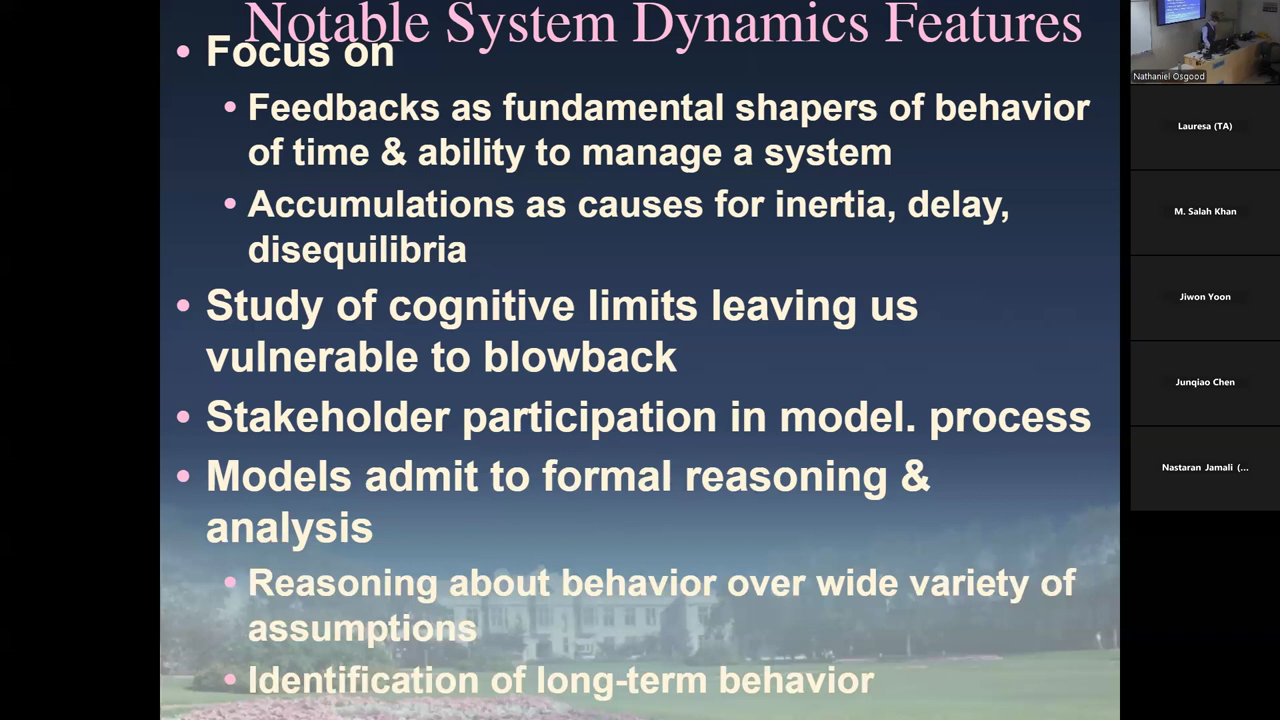 Notable System Dynamics Features
• Focus on
• Feedbacks as fundamental shapers of behavior
of time & ability to manage a system
• Accumulations as causes for inertia, delay,
disequilibria
• Study of cognitive limits leaving us
vulnerable to blowback
• Stakeholder participation in model. process
• Models admit to formal reasoning &
analysis
• Reasoning about behavior over wide variety of
assumptions
• Identification of long-term behavior
Nathaniel Osgood
Lauresa (TA)
M. Salah Khan
Jiwon Yoon
Junqiao Chen
Nastaran Jamali (...